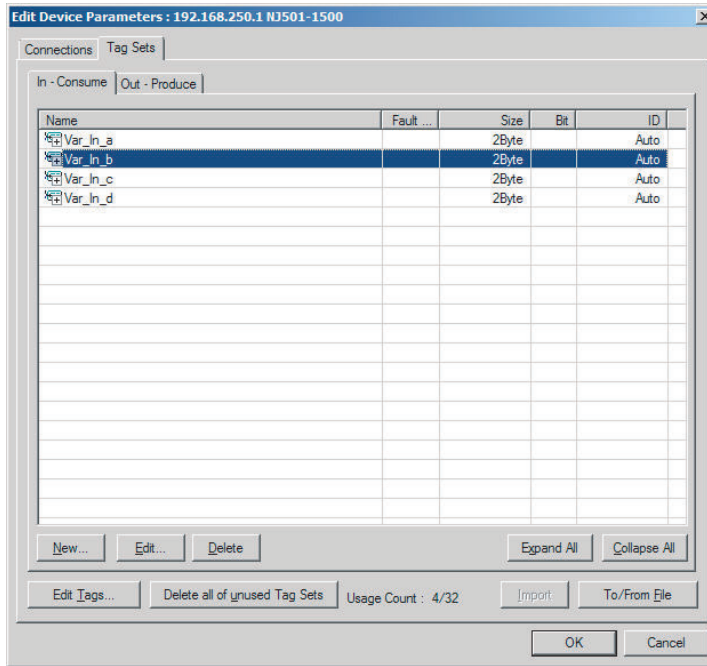 Edit Device Parameters : 192.168.250.1 NJ501-1500
Connections Tag Sets
In - Consume Out - Produce
Name Fault ... Size Bit ID
Var_In_a 2Byte Auto
Var_In_b 2Byte Auto
Var_In_c 2Byte Auto
Var_In_d 2Byte Auto
New... Edit... Delete Expand All Collapse All
Edit Tags... Delete all of unused Tag Sets Usage Count : 4/32 Import To/From File
OK Cancel